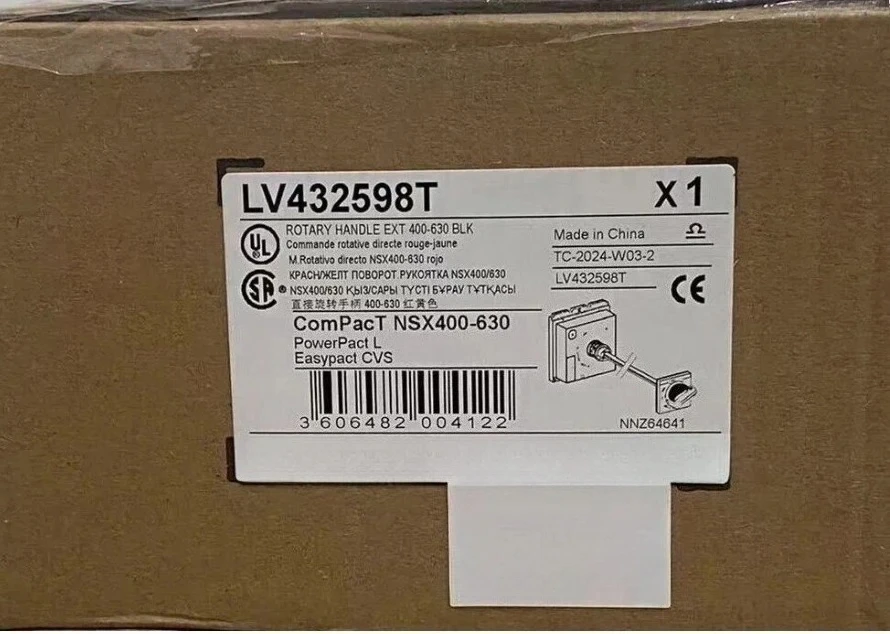 LV432598T
X 1
UL
ROTARY HANDLE EXT 400-630 BLK
Commande rotative directe rouge-jaune
M.Rotativo directo NSX400-630 rojo
КРАСН/ЖЕЛТ ПОВОРОТ.РУКОЯТКА NSX400/630
NSX400/630 ҚЫЗ/САРЫ ТҮСТІ БҰРАУ ТҰТҚАСЫ
直接旋转手柄 400-630 红黄色
Made in China
TC-2024-W03-2
LV432598T
CE
SA ®
ComPacT NSX400-630
PowerPact L
Easypact CVS
3 606482 004122
NNZ64641